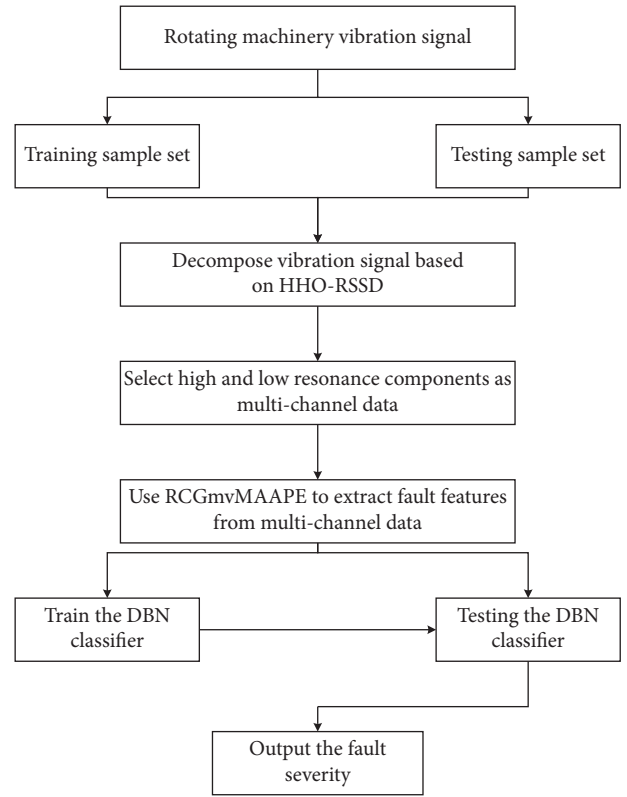 Rotating machinery vibration signal
Training sample set
Testing sample set
Decompose vibration signal based
on HHO-RSSD
Select high and low resonance components as
multi-channel data
Use RCGmvMAAPE to extract fault features
from multi-channel data
Train the DBN
classifier
Testing the DBN
classifier
Output the fault
severity